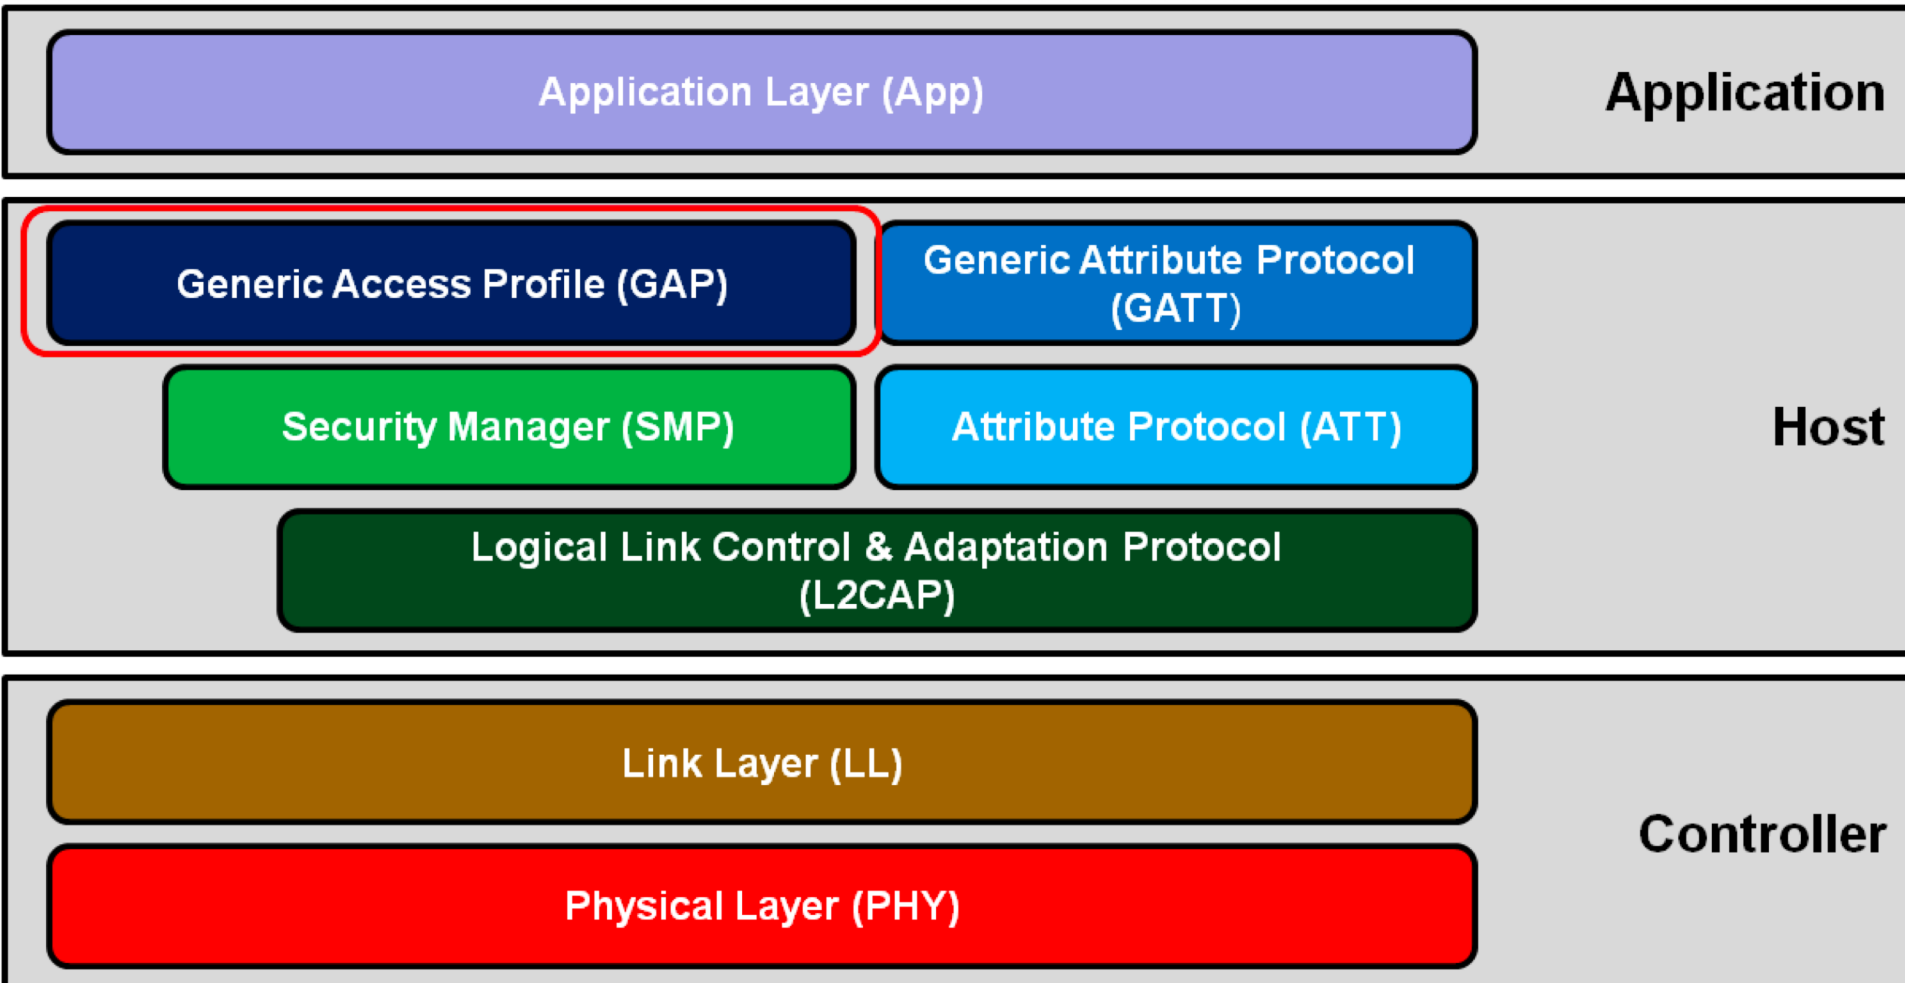 Application Layer (App)
Application
Generic Access Profile (GAP)
Generic Attribute Protocol
(GATT)
Security Manager (SMP)
Attribute Protocol (ATT)
Host
Logical Link Control & Adaptation Protocol
(L2CAP)
Link Layer (LL)
Controller
Physical Layer (PHY)